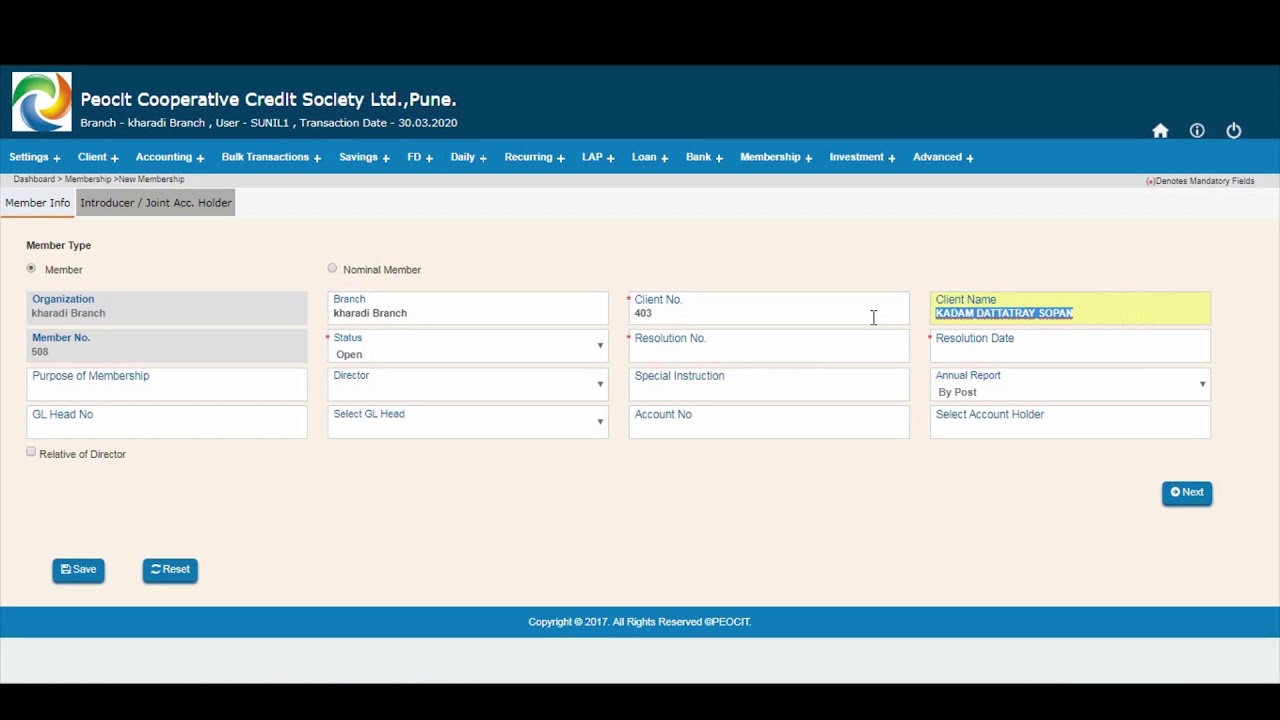 Peocit Cooperative Credit Society Ltd.,Pune.
Branch - kharadi Branch , User - SUNIL1 , Transaction Date - 30.03.2020
Settings + Client + Accounting + Bulk Transactions + Savings + FD + Daily + Recurring + LAP + Loan + Bank + Membership + Investment + Advanced +
Dashboard > Membership >New Membership (*)Denotes Mandatory Fields
Member Info Introducer / Joint Acc. Holder
Member Type
Member Nominal Member
Organization Branch * Client No. Client Name
kharadi Branch kharadi Branch 403 KADAM DATTATRAY SOPAN
Member No. * Status * Resolution No. * Resolution Date
508 Open
Purpose of Membership Director Special Instruction Annual Report
By Post
GL Head No Select GL Head Account No Select Account Holder
Relative of Director
Next
Save Reset
Copyright © 2017. All Rights Reserved ©PEOCIT.